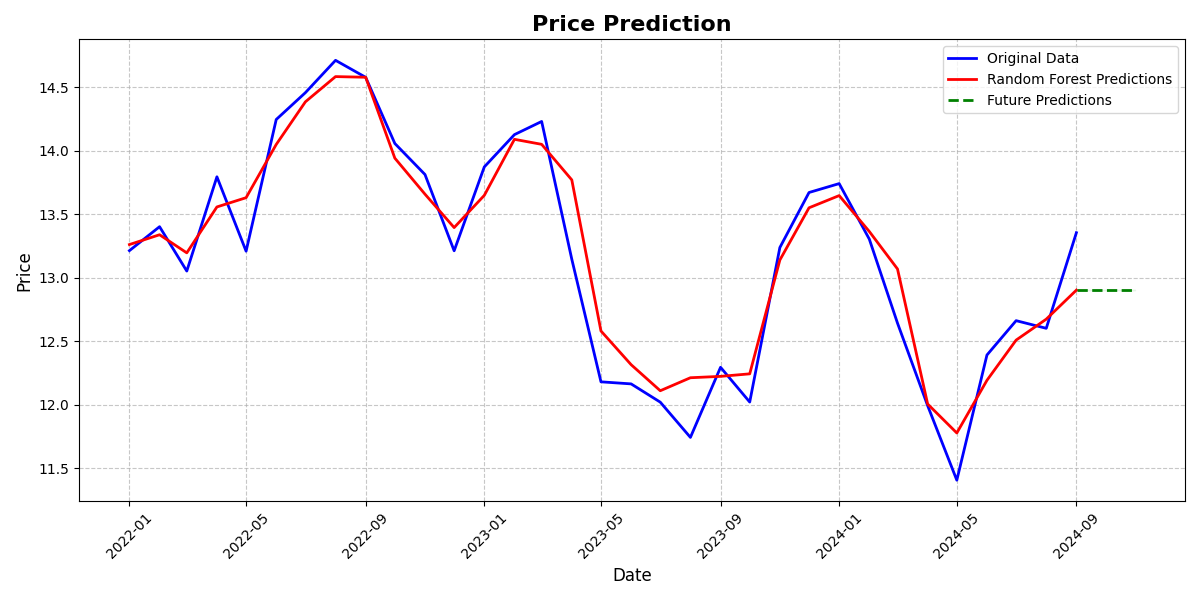 Price Prediction
Original Data
Random Forest Predictions
Future Predictions
Price
14.5
14.0
13.5
13.0
12.5
12.0
11.5
2022-01
2022-05
2022-09
2023-01
2023-05
2023-09
2024-01
2024-05
2024-09
Date